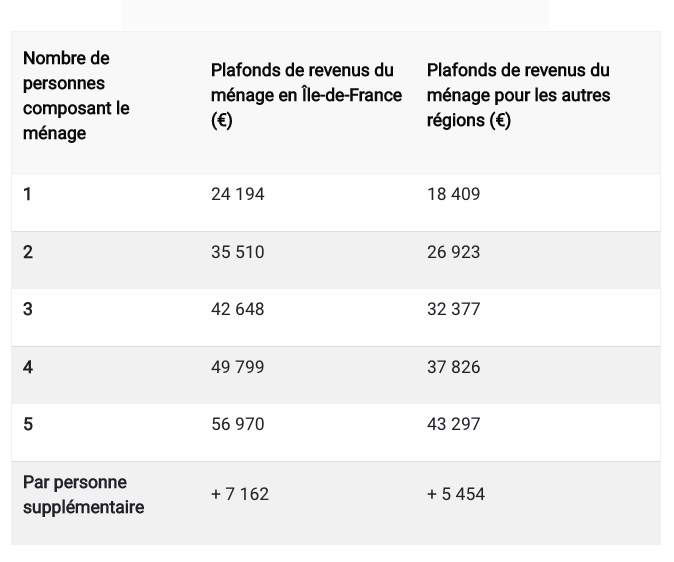 Nombre de
personnes
composant le
ménage
Plafonds de revenus du
ménage en Île-de-France
(€)
Plafonds de revenus du
ménage pour les autres
régions (€)
1 24 194 18 409
2 35 510 26 923
3 42 648 32 377
4 49 799 37 826
5 56 970 43 297
Par personne
supplémentaire
+ 7 162 + 5 454